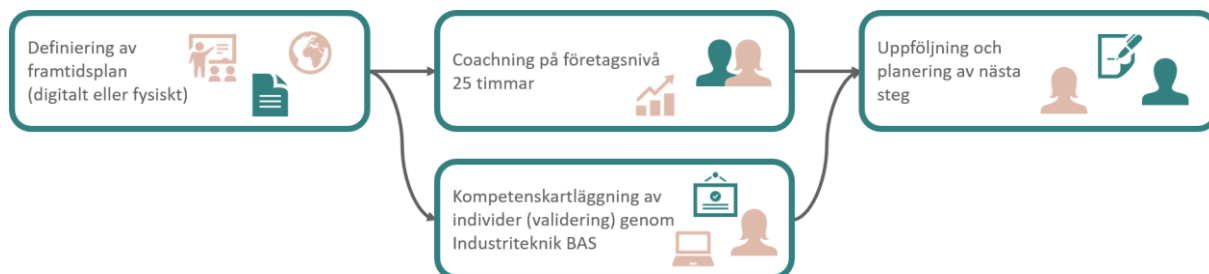 Definiering av
framtidsplan
(digitalt eller fysiskt)
Coachning på företagsnivå
25 timmar
Kompetenskartläggning av
individer (validering) genom
Industriteknik BAS
Uppföljning och
planering av nästa
steg